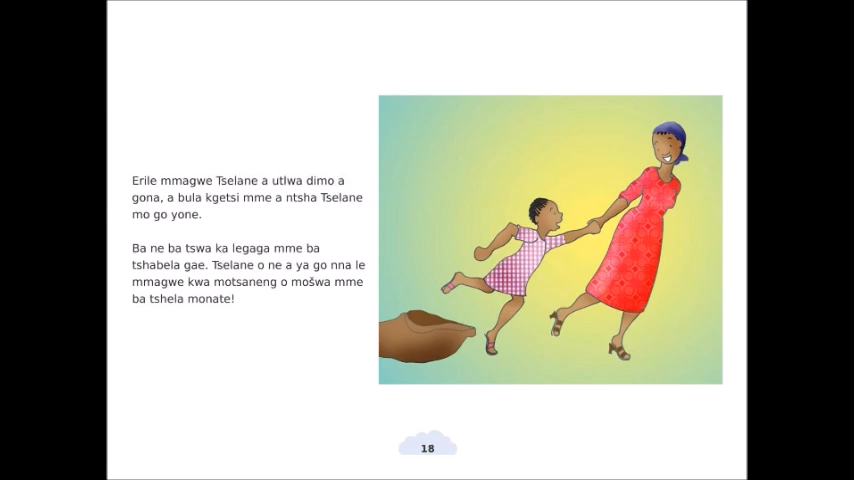 Erile mmagwe Tselane a utlwa dimo a
gona, a bula kgetsi mme a ntsha Tselane
mo go yone.
Ba ne ba tswa ka legaga mme ba
tshabela gae. Tselane o ne a ya go nna le
mmagwe kwa motsaneng o mošwa mme
ba tshela monate!
18